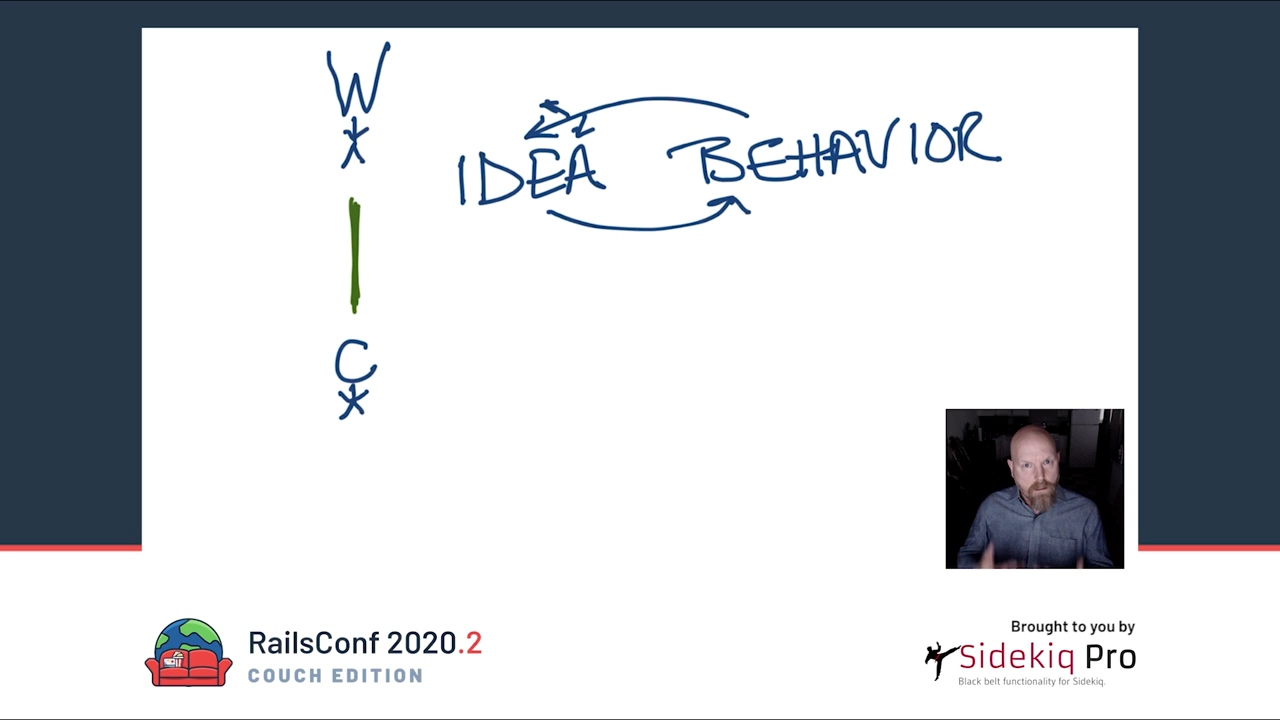 W
IDEA BEHAVIOR
C
RailsConf 2020.2
COUCH EDITION
Brought to you by
Sidekiq Pro
Black belt functionality for Sidekiq.